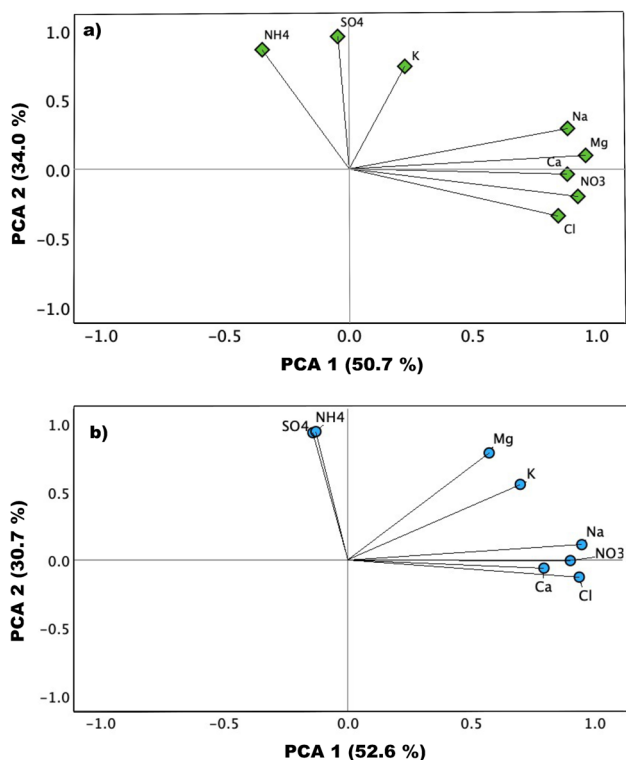 a)
SO4
NH4
K
Na
Mg
Ca
NO3
Cl
1.0
0.5
0.0
−0.5
−1.0
PCA 2 (34.0 %)
−1.0
−0.5
0.0
0.5
1.0
PCA 1 (50.7 %)
b)
NH4
SO4
Mg
K
Na
NO3
Ca
Cl
1.0
0.5
0.0
-0.5
-1.0
PCA 2 (30.7 %)
-1.0
-0.5
0.0
0.5
1.0
PCA 1 (52.6 %)